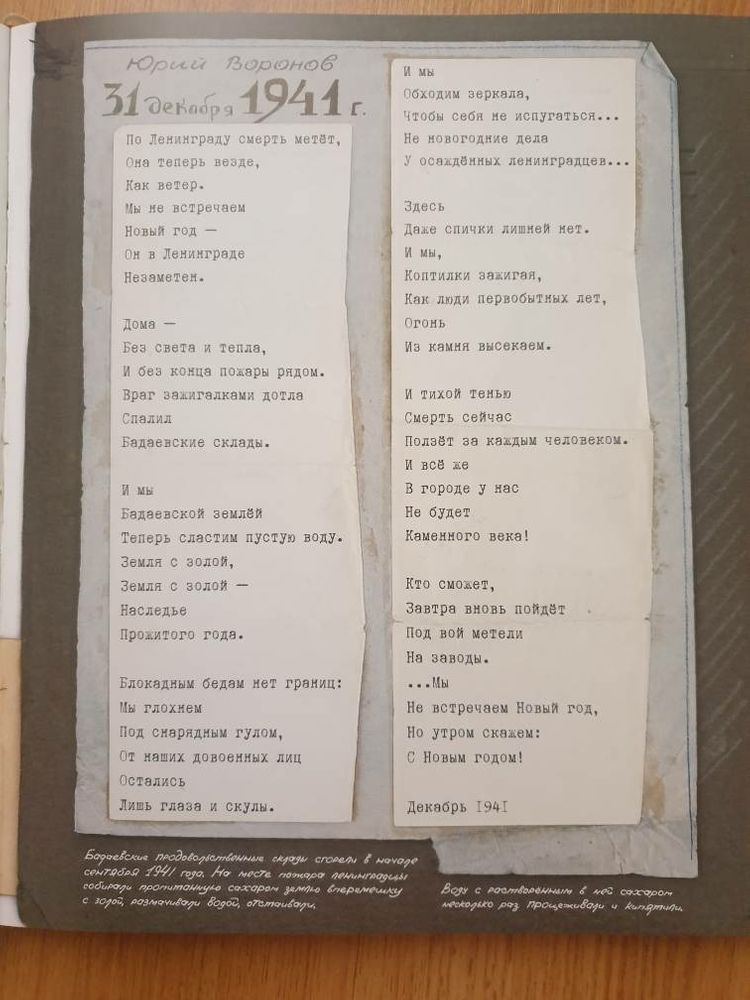 Юрий Воронов
31 декабря 1941 г.
По Ленинграду смерть метёт,
Она теперь везде,
Как ветер.
Мы не встречаем
Новый год —
Он в Ленинграде
Незаметен.
Дома —
Без света и тепла,
И без конца пожары рядом.
Враг зажигалками дотла
Спалил
Бадаевские склады.
И мы
Бадаевской землёй
Теперь сластим пустую воду.
Земля с золой,
Земля с золой —
Наследье
Прожитого года.
Блокадным бедам нет границ:
Мы глохнем
Под снарядным гулом,
От наших довоенных лиц
Остались
Лишь глаза и скулы.
И мы
Обходим зеркала,
Чтобы себя не испугаться...
Не новогодние дела
У осаждённых ленинградцев...
Здесь
Даже спички лишней нет.
И мы,
Коптилки зажигая,
Как люди первобытных лет,
Огонь
Из камня высекаем.
И тихой тенью
Смерть сейчас
Ползёт за каждым человеком.
И всё же
В городе у нас
Не будет
Каменного века!
Кто сможет,
Завтра вновь пойдёт
Под вой метели
На заводы.
...Мы
Не встречаем Новый год,
Но утром скажем:
С Новым годом!
Декабрь 1941
Бадаевские продовольственные склады сгорели в начале
сентября 1941 года. На месте пожара ленинградцы
собирали пропитанную сахаром землю вперемешку
с золой, размачивали водой, отстаивали.
Воду с растворённым в ней сахаром
несколько раз процеживали и кипятили.